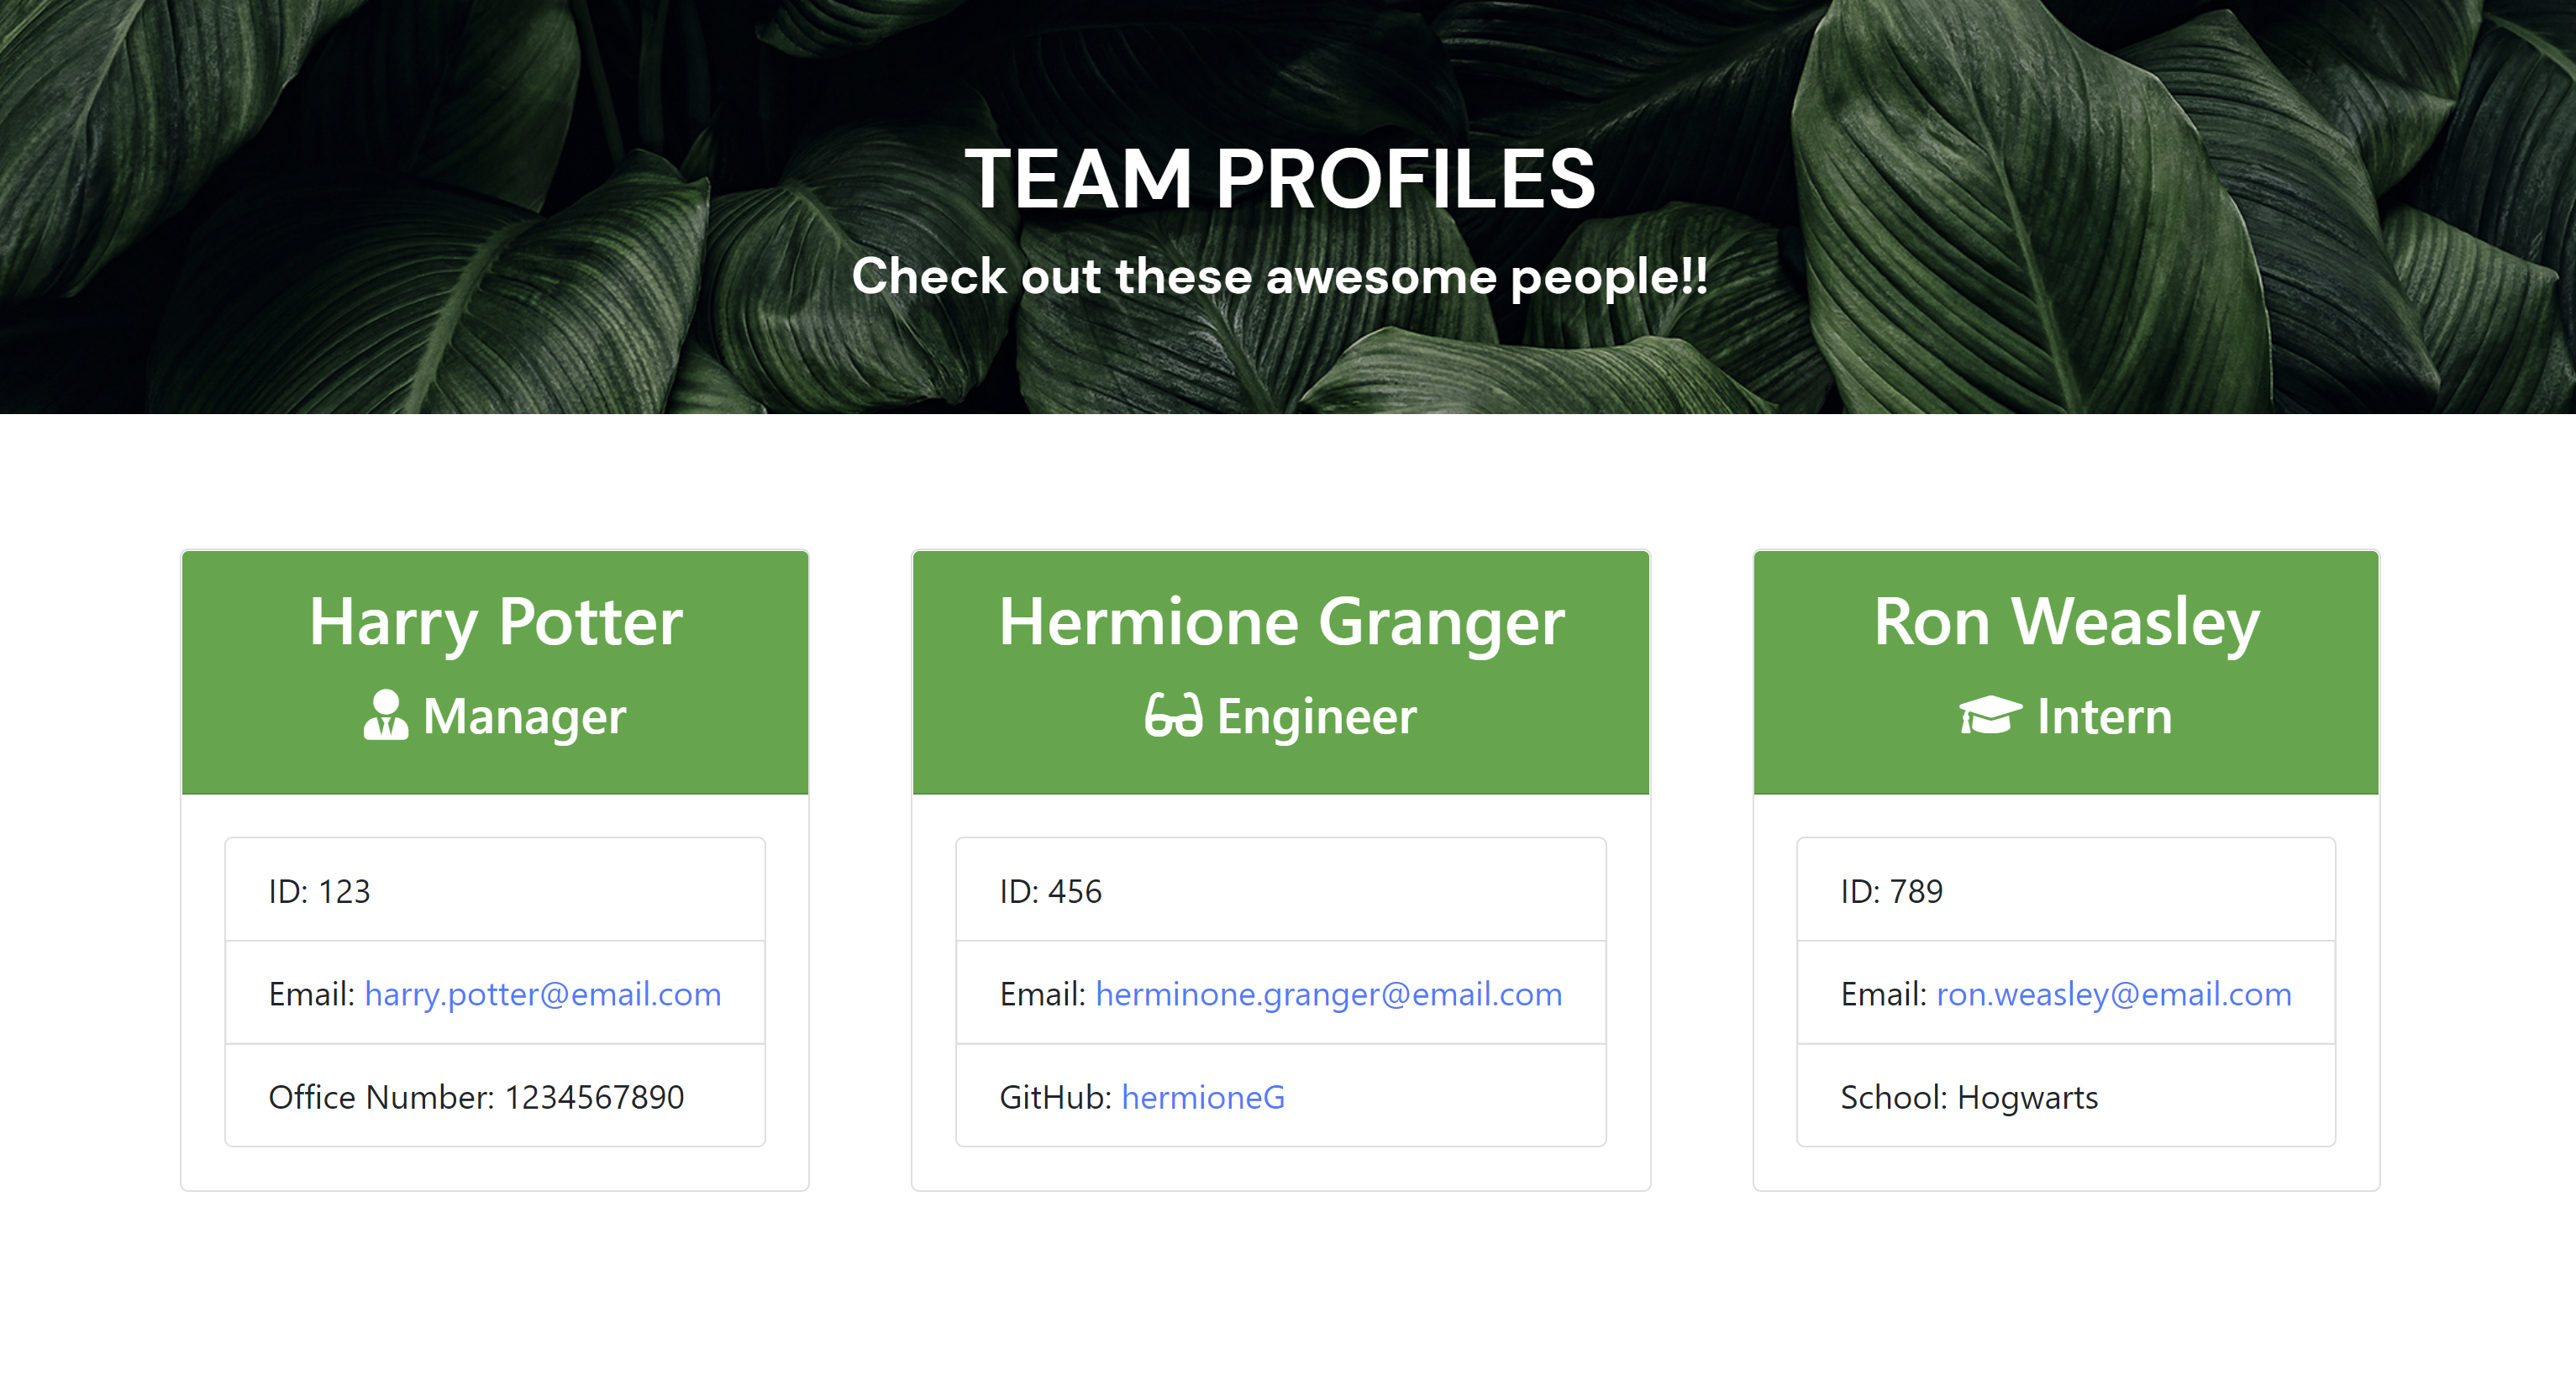 TEAM PROFILES
Check out these awesome people!!
Harry Potter
Manager
ID: 123
Email: harry.potter@email.com
Office Number: 1234567890
Hermione Granger
Engineer
ID: 456
Email: herminone.granger@email.com
GitHub: hermioneG
Ron Weasley
Intern
ID: 789
Email: ron.weasley@email.com
School: Hogwarts